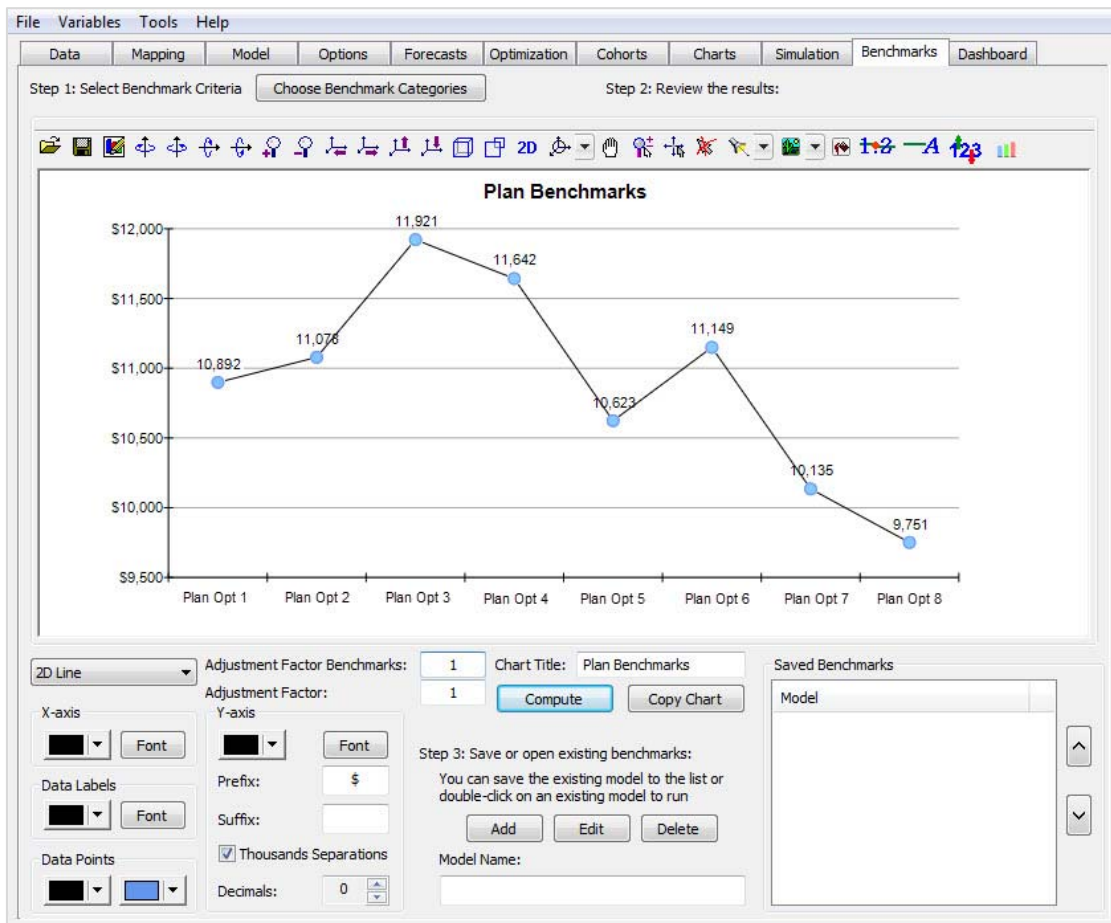 File Variables Tools Help
Data Mapping Model Options Forecasts Optimization Cohorts Charts Simulation Benchmarks Dashboard
Step 1: Select Benchmark Criteria Choose Benchmark Categories Step 2: Review the results:
2D 1.2 A 123
Plan Benchmarks
$12,000
$11,500
$11,000
$10,500
$10,000
$9,500
10,892
11,078
11,921
11,642
10,623
11,149
10,135
9,751
Plan Opt 1 Plan Opt 2 Plan Opt 3 Plan Opt 4 Plan Opt 5 Plan Opt 6 Plan Opt 7 Plan Opt 8
2D Line
Adjustment Factor Benchmarks: 1 Chart Title: Plan Benchmarks
Adjustment Factor: 1 Compute Copy Chart
X-axis
Font
Data Labels
Font
Data Points
Y-axis
Font
Prefix: $
Suffix:
Thousands Separations
Decimals: 0
Step 3: Save or open existing benchmarks:
You can save the existing model to the list or
double-click on an existing model to run
Add Edit Delete
Model Name:
Saved Benchmarks
Model